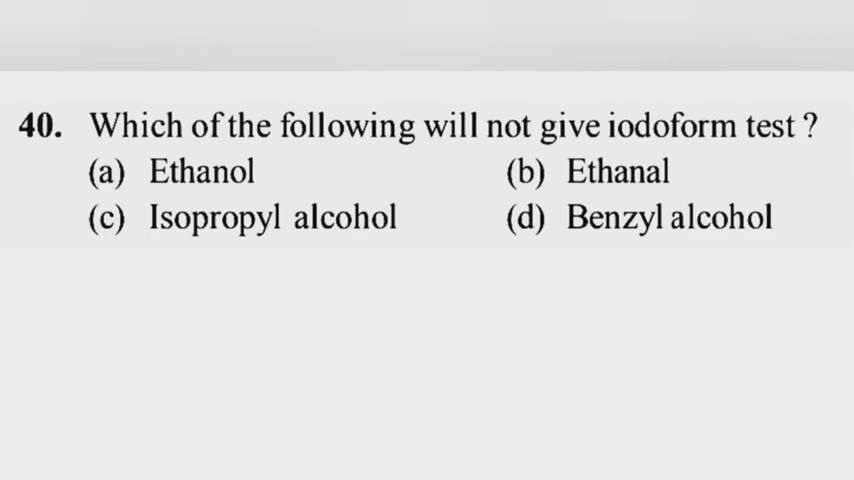 40. Which of the following will not give iodoform test ?
(a) Ethanol (b) Ethanal
(c) Isopropyl alcohol (d) Benzyl alcohol